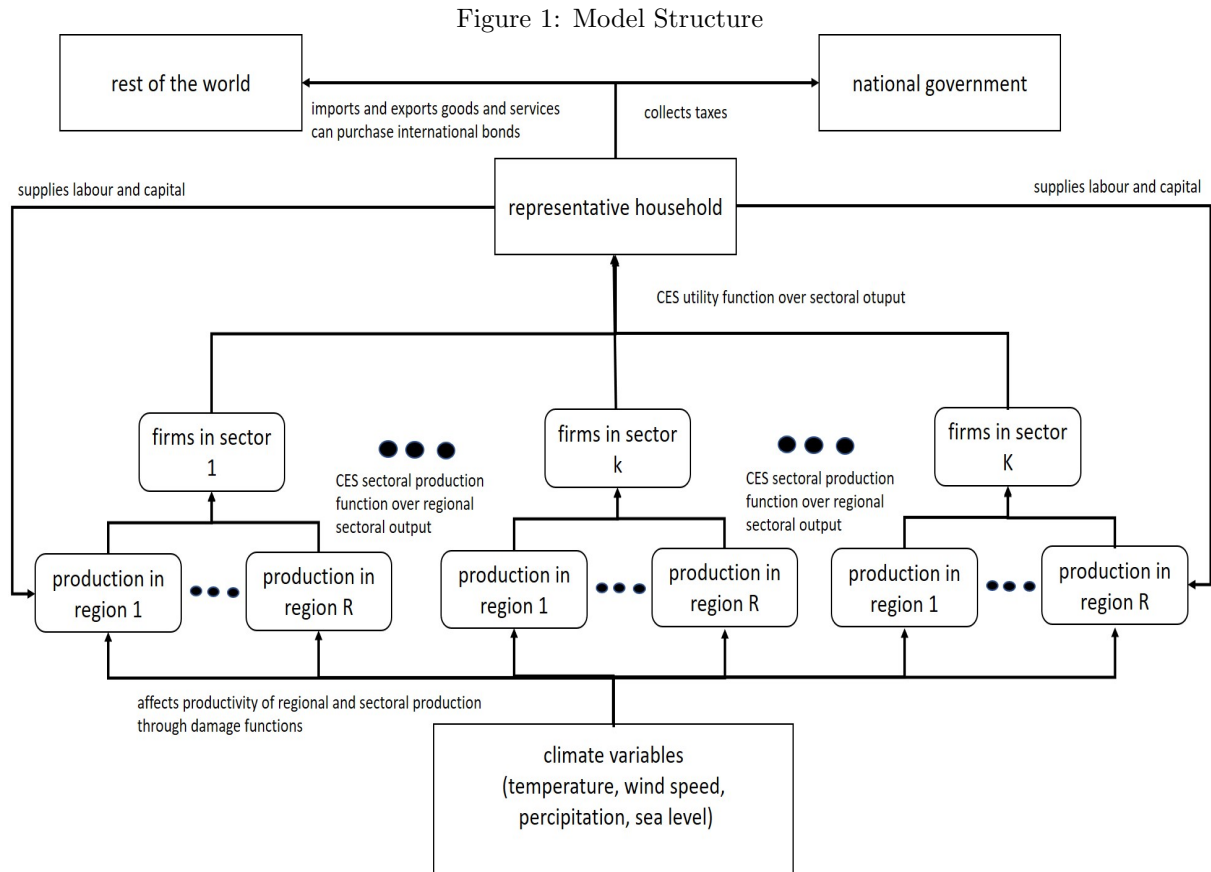 Figure 1: Model Structure
rest of the world
national government
imports and exports goods and services
can purchase international bonds
collects taxes
supplies labour and capital
representative household
supplies labour and capital
CES utility function over sectoral otuput
firms in sector
1
firms in sector
k
firms in sector
K
CES sectoral production
function over regional
sectoral output
CES sectoral production
function over regional
sectoral output
production in
region 1
production in
region R
production in
region 1
production in
region R
production in
region 1
production in
region R
affects productivity of regional and sectoral production
through damage functions
climate variables
(temperature, wind speed,
percipitation, sea level)